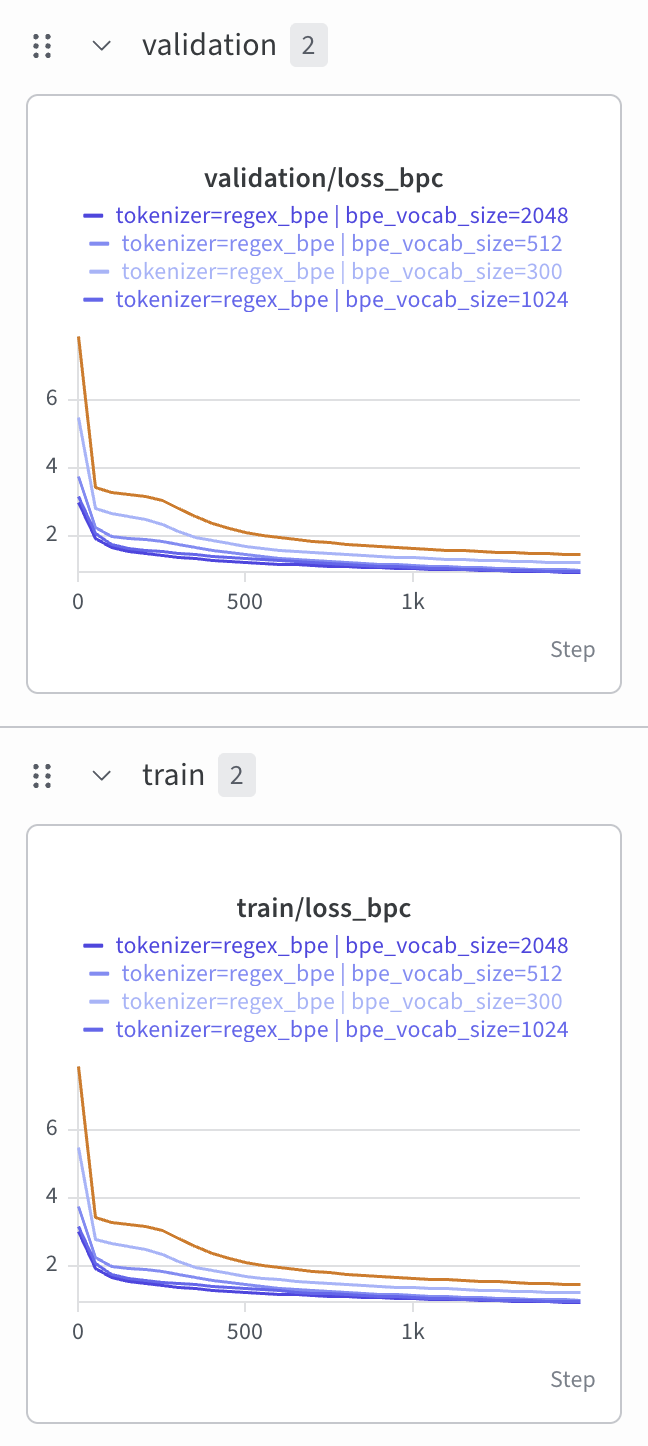 validation 2
validation/loss_bpc
tokenizer=regex_bpe | bpe_vocab_size=2048
tokenizer=regex_bpe | bpe_vocab_size=512
tokenizer=regex_bpe | bpe_vocab_size=300
tokenizer=regex_bpe | bpe_vocab_size=1024
6
4
2
0 500 1k
Step
train 2
train/loss_bpc
tokenizer=regex_bpe | bpe_vocab_size=2048
tokenizer=regex_bpe | bpe_vocab_size=512
tokenizer=regex_bpe | bpe_vocab_size=300
tokenizer=regex_bpe | bpe_vocab_size=1024
6
4
2
0 500 1k
Step